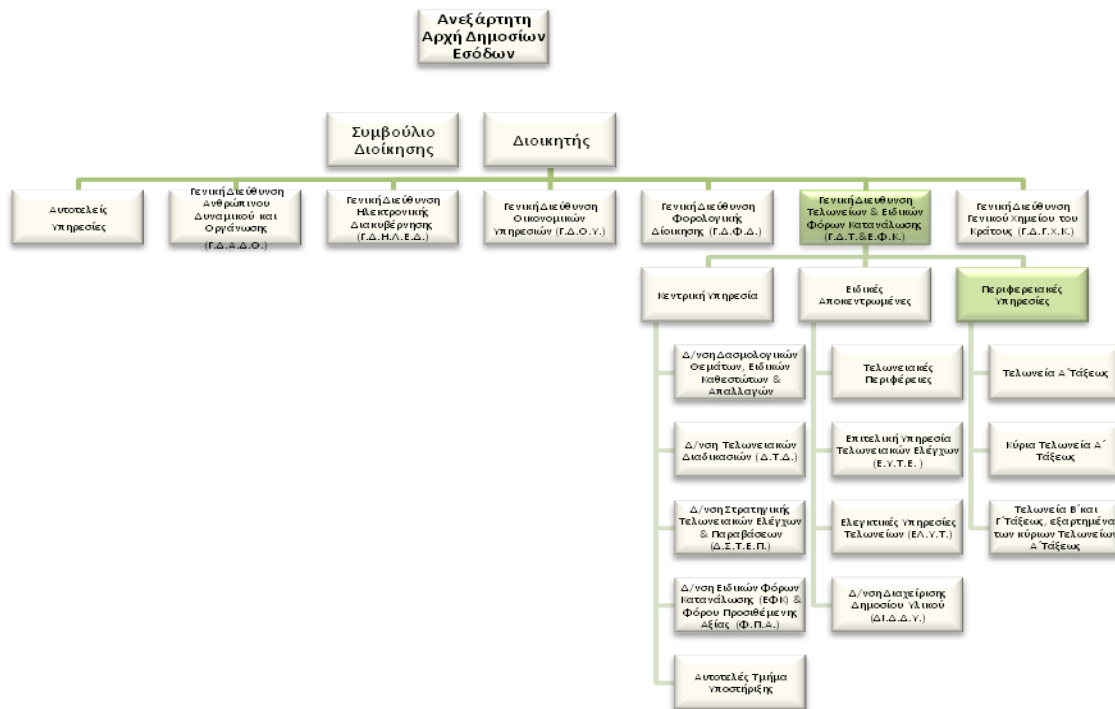 Ανεξάρτητη
Αρχή Δημοσίων
Εσόδων
Συμβούλιο
Διοίκησης
Διοικητής
Αυτοτελείς
Υπηρεσίες
Γενική Διεύθυνση
Ανθρώπινου
Δυναμικού και
Οργάνωσης
(Γ.Δ.Α.Δ.Ο.)
Γενική Διεύθυνση
Ηλεκτρονικής
Διακυβέρνησης
(Γ.Δ.Η.Λ.Ε.Δ.)
Γενική Διεύθυνση
Οικονομικών
Υπηρεσιών (Γ.Δ.Ο.Υ.)
Γενική Διεύθυνση
Φορολογικής
Δίοικησης (Γ.Δ.Φ.Δ.)
Γενική Διευθυνση
Τελωνείων & Ειδικών
Φόρων Κατανάλωσης
(Γ.Δ.Τ.&Ε.Φ.Κ.)
Γενική Διεύθυνση
Γενικού Χημείου του
Κράτους (Γ.Δ.Γ.Χ.Κ.)
Κεντρική Υπηρεσία
Ειδικές
Αποκεντρωμένες
Περιφερειακές
Υπηρεσίες
Δ/νση Δασμολογικών
Θεμάτων, Ειδικών
Καθεστώτων &
Απαλλαγών
Δ/νση Τελωνειακών
Διαδικασιών (Δ.Τ.Δ.)
Δ/νση Στρατηγικής
Τελωνειακών Ελέγχων
& Παραβάσεων
(Δ.Σ.Τ.Ε.Π.)
Δ/νση Ειδικών Φόρων
Κατανάλωσης (ΕΦΚ) &
Φόρου Προσιθέμενης
Αξίας (Φ.Π.Α.)
Αυτοτελές Τμήμα
Υποστήριξης
Τελωνειακές
Περιφέρειες
Επιτελική Υπηρεσία
Τελωνειακών Ελέγχων
(Ε.Υ.Τ.Ε. )
Ελεγκτικές Υπηρεσίες
Τελωνείων (ΕΛ.Υ.Τ.)
Δ/νση Διαχείρισης
Δημοσίου Υλικού
(ΔΙ.Δ.Δ.Υ.)
Τελωνεία Α΄Τάξεως
Κύρια Τελωνεία Α΄
Τάξεως
Τελωνεία Β΄και
Γ΄Τάξεως, εξαρτημένα
των κύριων Τελωνείων
Α΄Τάξεως